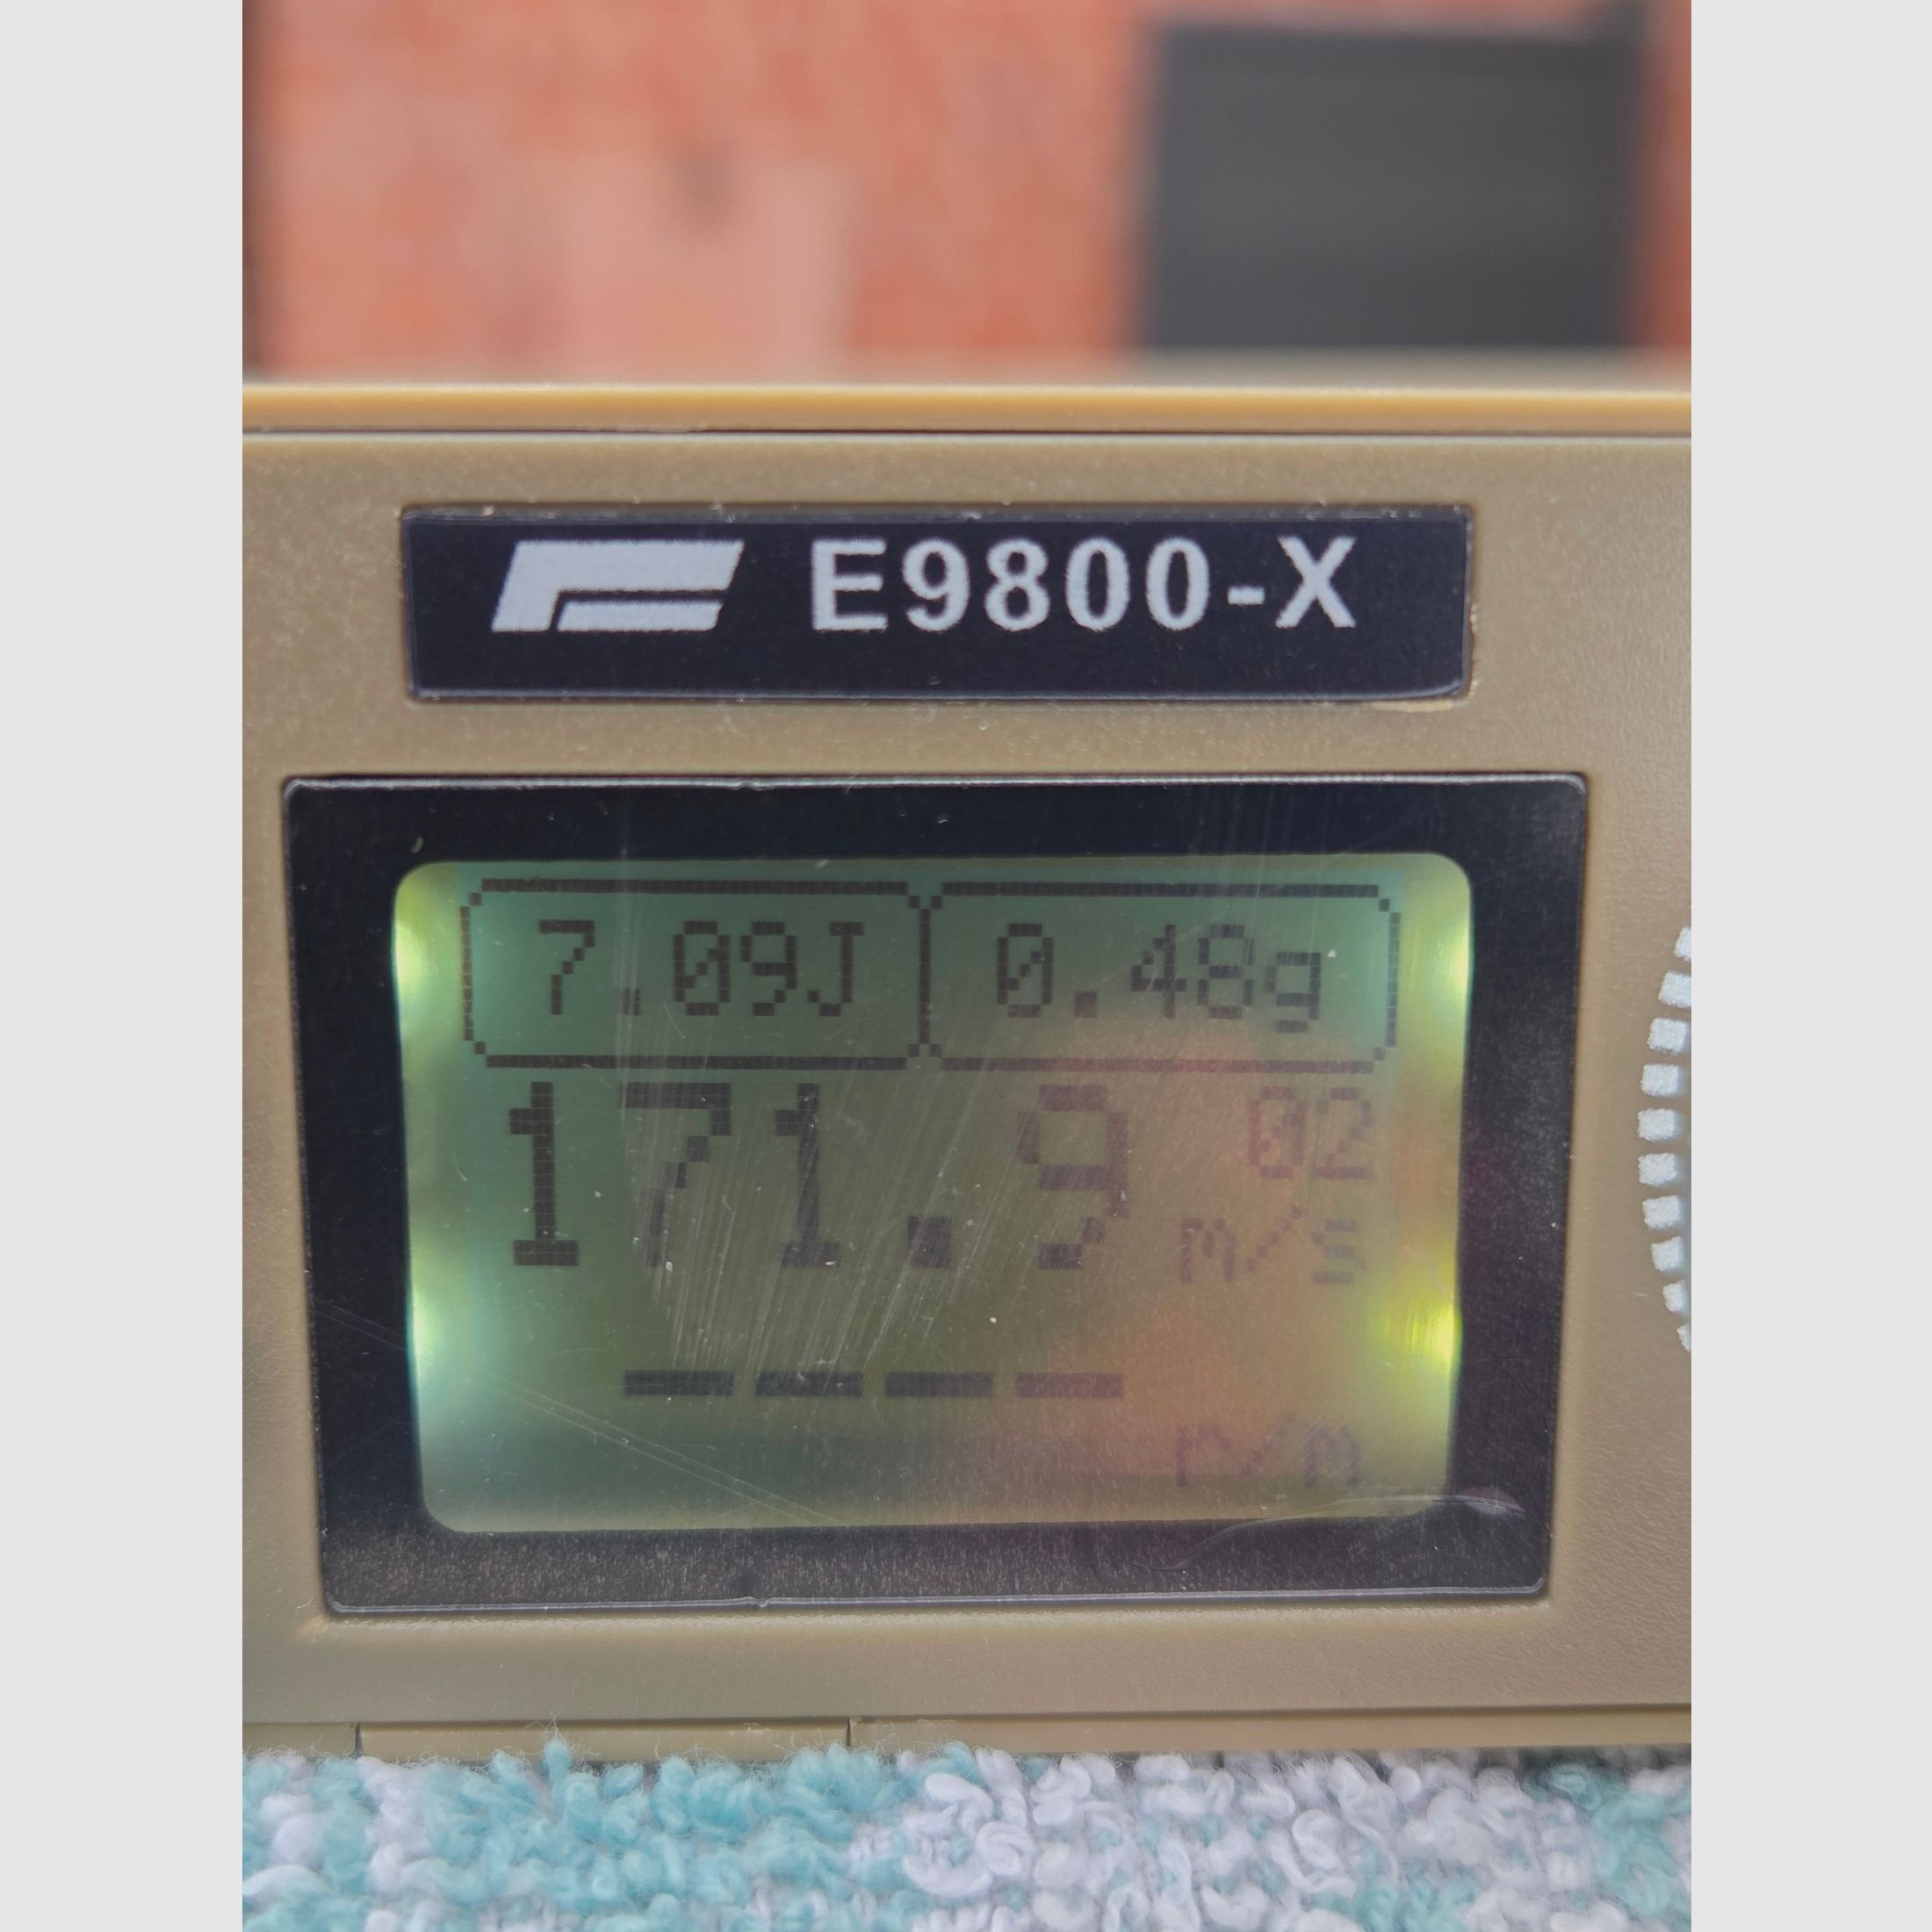 E9800-X
7.09J 0.48g
171.9 02
m/s
----
r/m